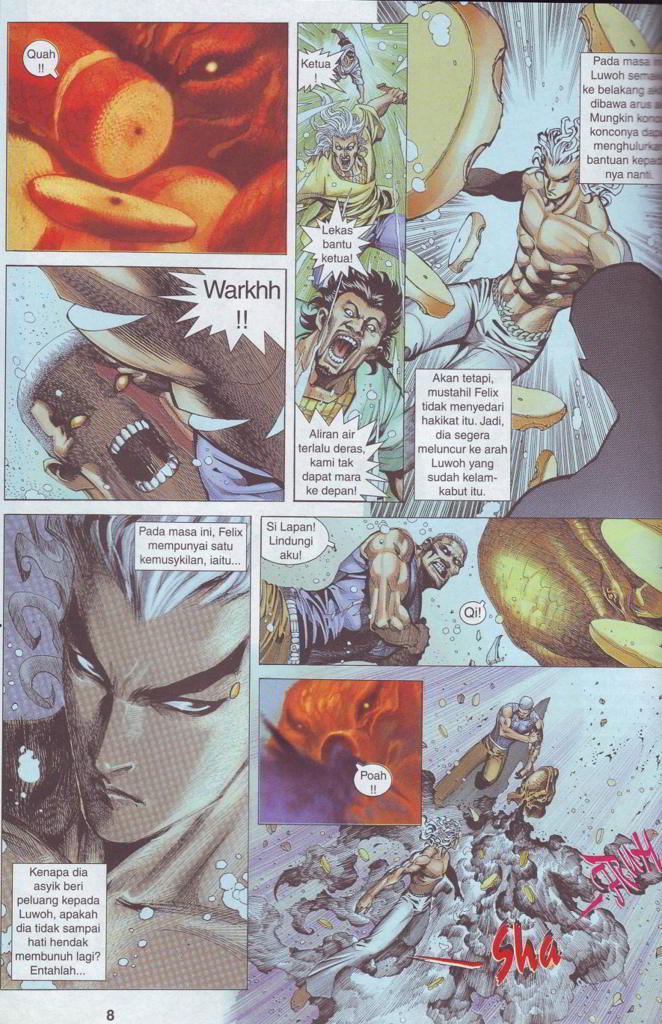 Quah
!!
Ketua
!
Lekas
bantu
ketua!
Pada masa
Luwoh
ke belakang
dibawa arus
Mungkin
konconya
menghulurkan
bantuan
nya nanti.
Warkhh
!!
Aliran air
terlalu deras,
kami tak
dapat mara
ke depan!
Akan tetapi,
mustahil Felix
tidak menyedari
hakikat itu. Jadi,
dia segera
meluncur ke arah
Luwoh yang
sudah kelam-
kabut itu.
Pada masa ini, Felix
mempunyai satu
kemusykilan, iaitu...
Kenapa dia
asyik beri
peluang kepada
Luwoh, apakah
dia tidak sampai
hati hendak
membunuh lagi?
Entahlah...
Si Lapan!
Lindungi
aku!
Qi!
Poah
!!
Sha
8